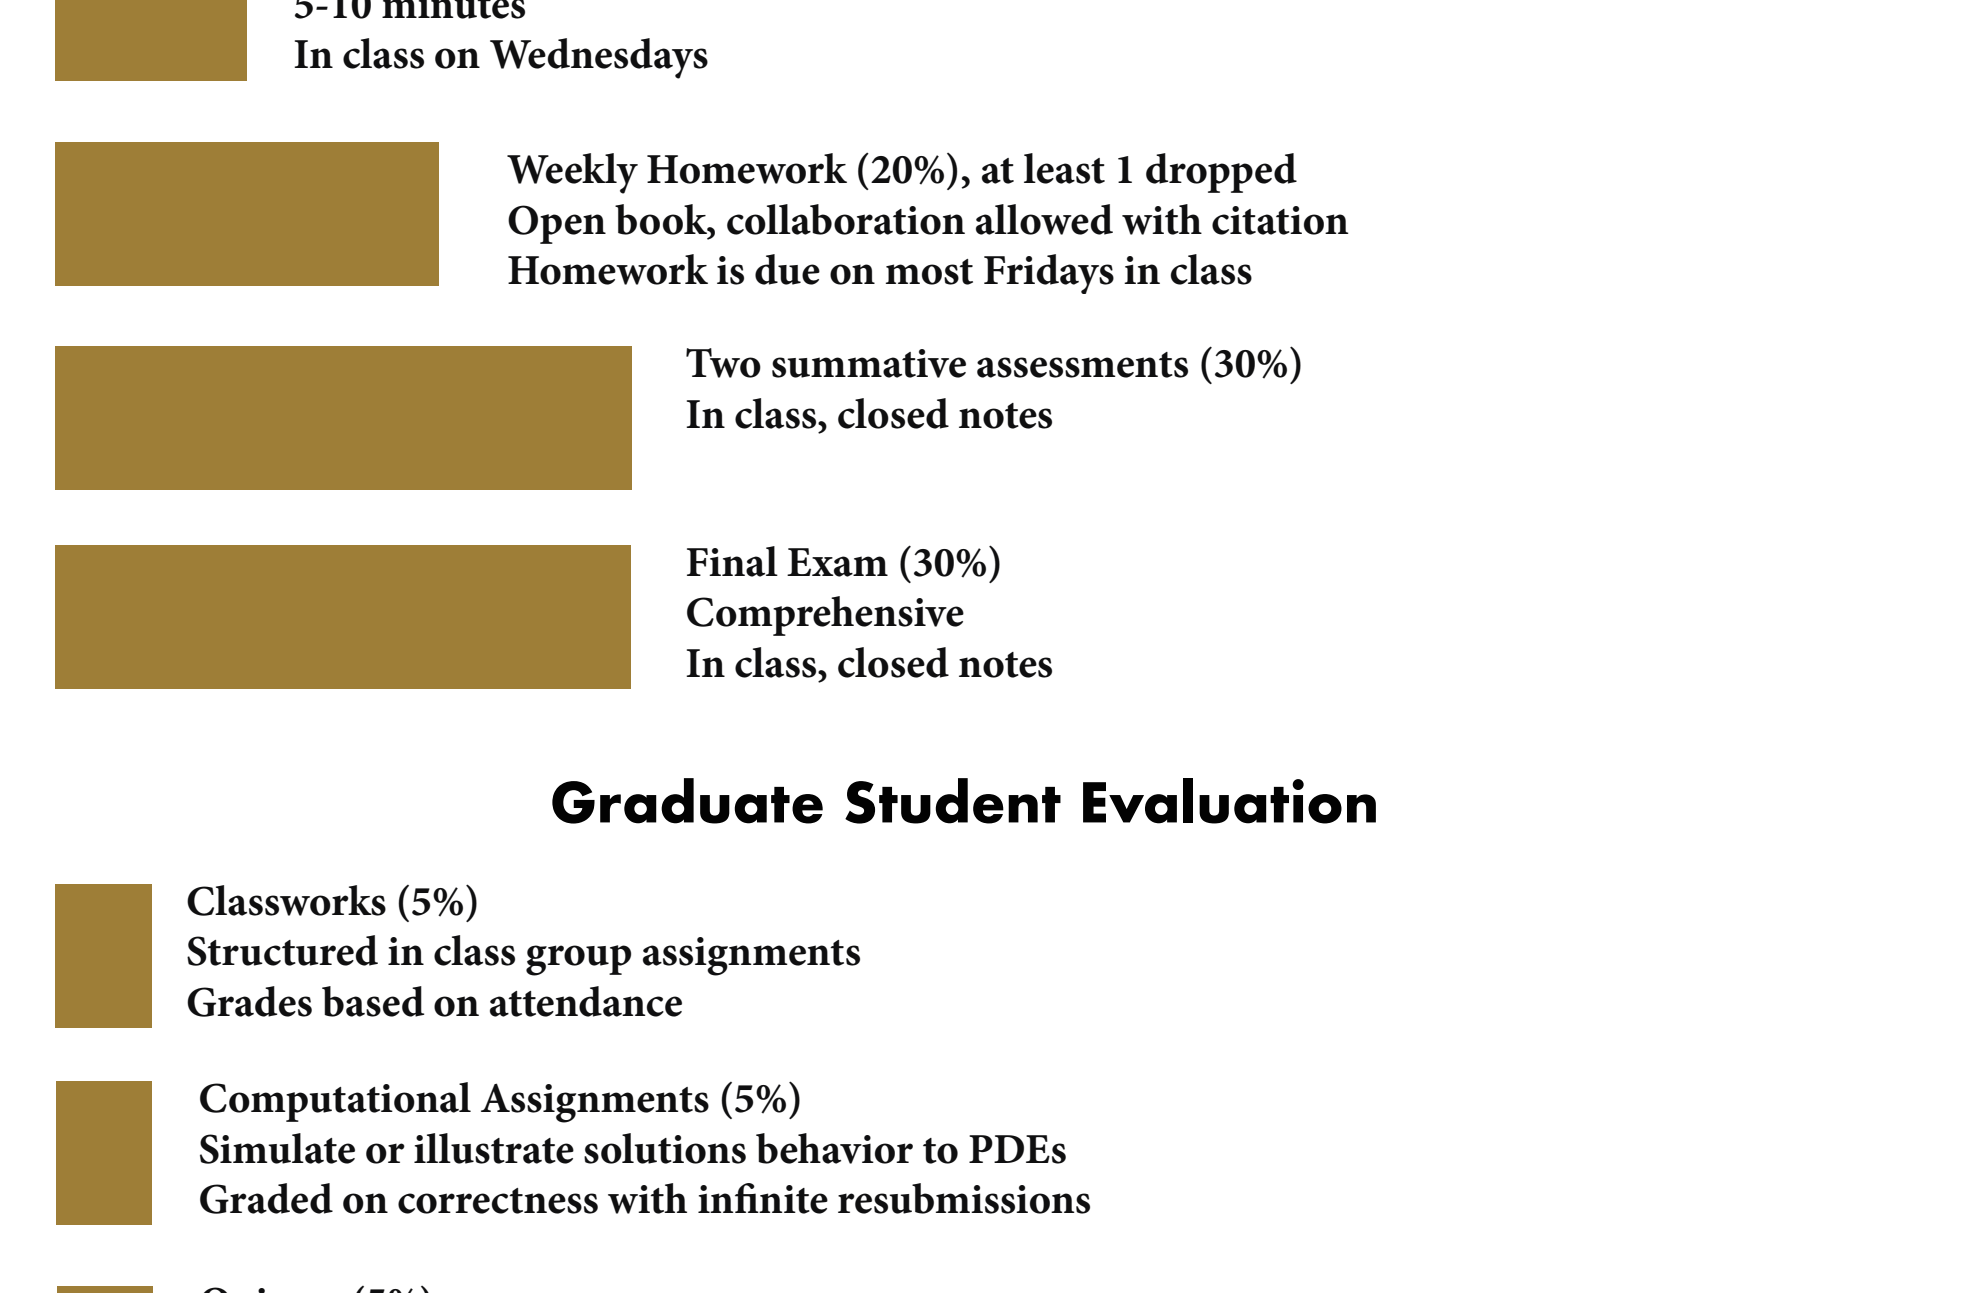 5-10 minutes
In class on Wednesdays
Weekly Homework (20%), at least 1 dropped
Open book, collaboration allowed with citation
Homework is due on most Fridays in class
Two summative assessments (30%)
In class, closed notes
Final Exam (30%)
Comprehensive
In class, closed notes
Graduate Student Evaluation
Classworks (5%)
Structured in class group assignments
Grades based on attendance
Computational Assignments (5%)
Simulate or illustrate solutions behavior to PDEs
Graded on correctness with infinite resubmissions
(5%)